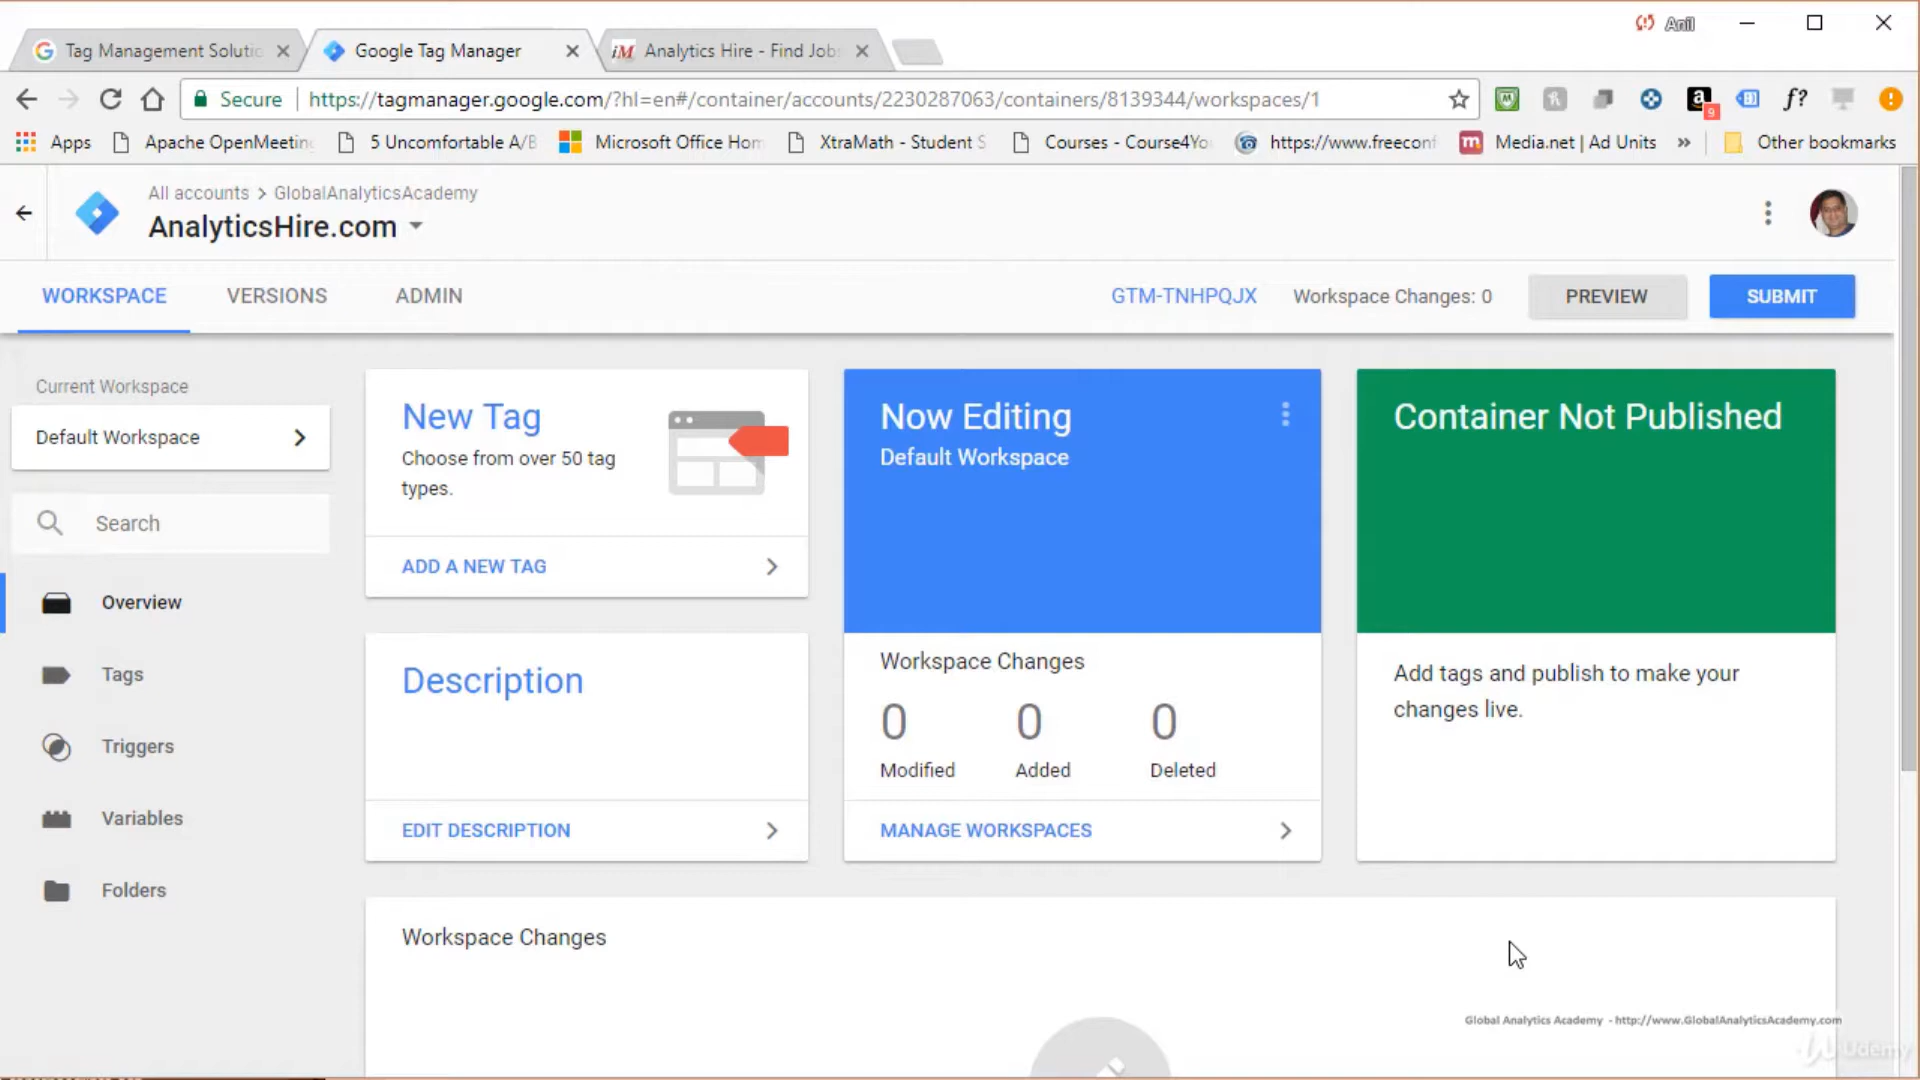 Anil
Tag Management Soluti
Google Tag Manager
iM Analytics Hire - Find Jobs
Secure https://tagmanager.google.com/?hl=en#/container/accounts/2230287063/containers/8139344/workspaces/1
9
f?
Apps Apache OpenMeeting 5 Uncomfortable A/B Microsoft Office Hom XtraMath - Student S Courses - Course4Yo https://www.freeconf Media.net | Ad Units » Other bookmarks
All accounts > GlobalAnalyticsAcademy
AnalyticsHire.com
WORKSPACE VERSIONS ADMIN GTM-TNHPQJX Workspace Changes: 0 PREVIEW SUBMIT
Current Workspace
Default Workspace
Search
Overview
Tags
Triggers
Variables
Folders
New Tag
Choose from over 50 tag
types.
ADD A NEW TAG
Description
EDIT DESCRIPTION
Now Editing
Default Workspace
Workspace Changes
0 0 0
Modified Added Deleted
MANAGE WORKSPACES
Container Not Published
Add tags and publish to make your
changes live.
Workspace Changes
Global Analytics Academy - http://www.GlobalAnalyticsAcademy.com
Udemy